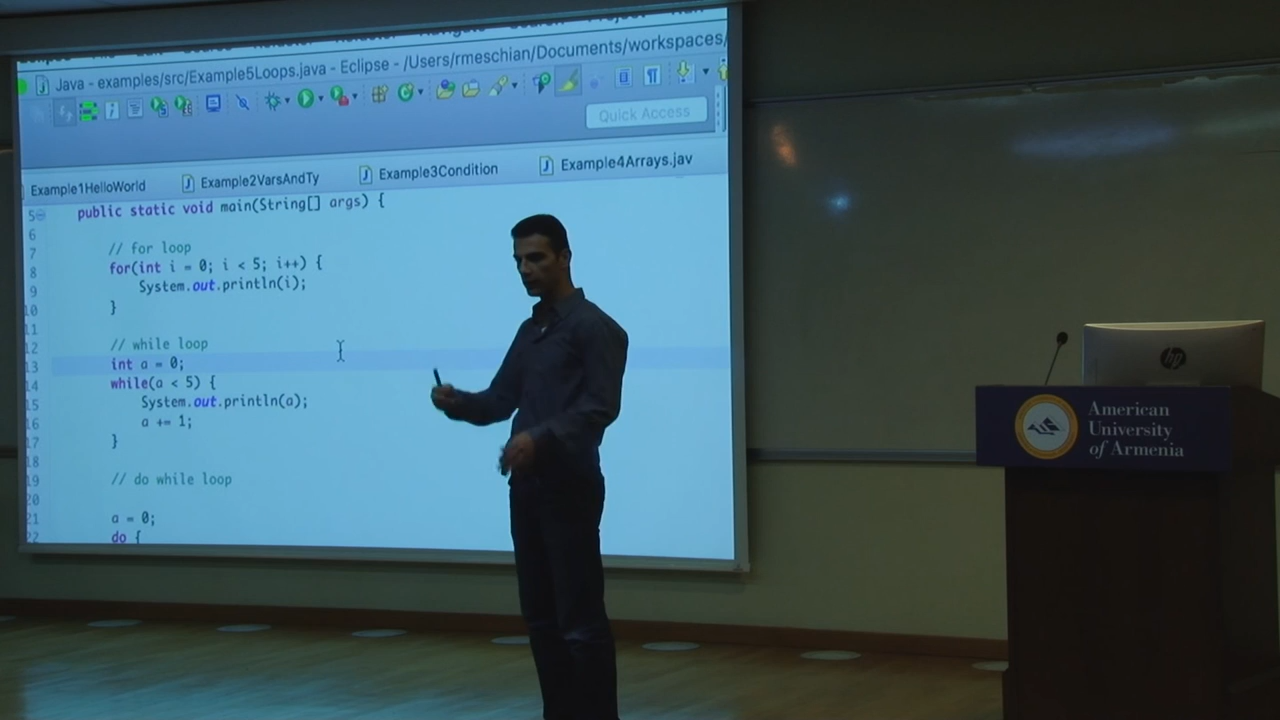 Java - examples/src/Example5Loops.java - Eclipse - /Users/rmeschian/Documents/workspaces/
Quick Access
Example1HelloWorld
Example2VarsAndTy
Example3Condition
Example4Arrays.jav
5 public static void main(String[] args) {
6
7 // for loop
8 for(int i = 0; i < 5; i++) {
9 System.out.println(i);
10 }
11
12 // while loop
13 int a = 0;
14 while(a < 5) {
15 System.out.println(a);
16 a += 1;
17 }
18
19 // do while loop
20
21 a = 0;
22 do {
hp
American
University
of Armenia